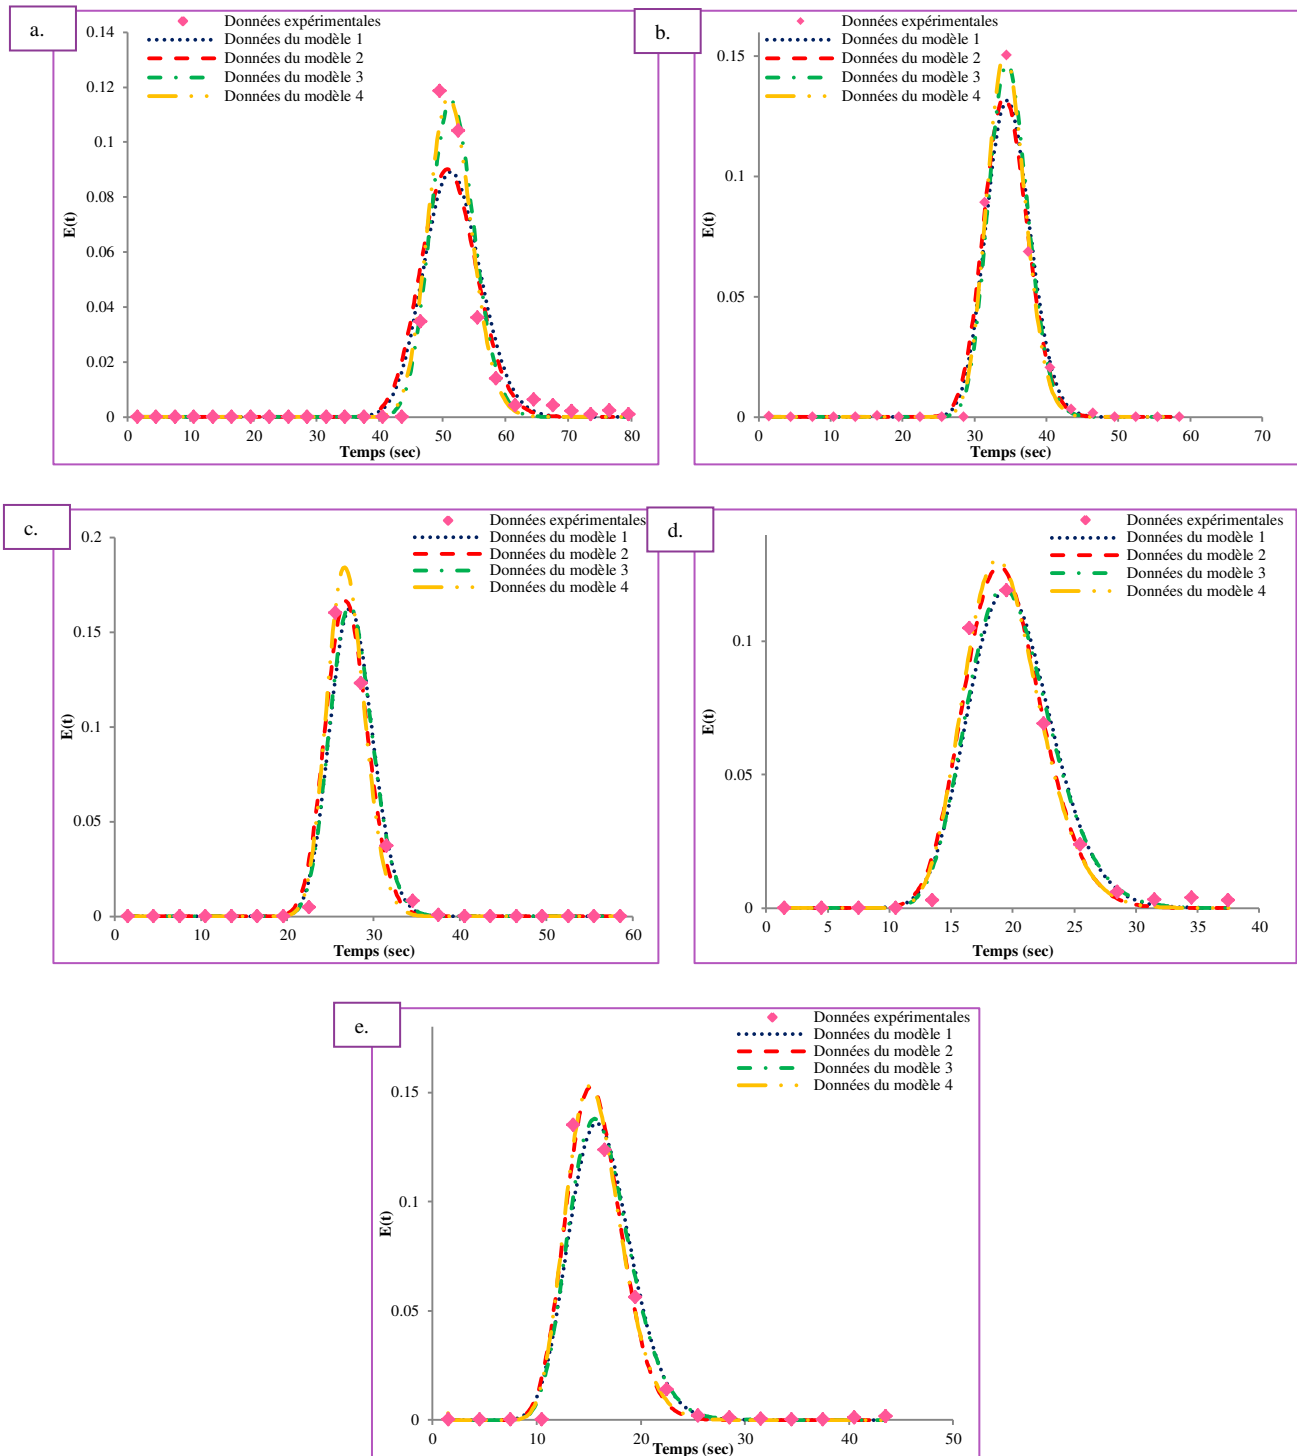 a.
Données expérimentales
Données du modèle 1
Données du modèle 2
Données du modèle 3
Données du modèle 4
0.14
0.12
0.1
0.08
0.06
0.04
0.02
0
E(t)
0 10 20 30 40 50 60 70 80
Temps (sec)
b.
Données expérimentales
Données du modèle 1
Données du modèle 2
Données du modèle 3
Données du modèle 4
0.15
0.1
0.05
0
E(t)
0 10 20 30 40 50 60 70
Temps (sec)
c.
Données expérimentales
Données du modèle 1
Données du modèle 2
Données du modèle 3
Données du modèle 4
0.2
0.15
0.1
0.05
0
E(t)
0 10 20 30 40 50 60
Temps (sec)
d.
Données expérimentales
Données du modèle 1
Données du modèle 2
Données du modèle 3
Données du modèle 4
0.1
0.05
0
E(t)
0 5 10 15 20 25 30 35 40
Temps (sec)
e.
Données expérimentales
Données du modèle 1
Données du modèle 2
Données du modèle 3
Données du modèle 4
0.15
0.1
0.05
0
E(t)
0 10 20 30 40 50
Temps (sec)